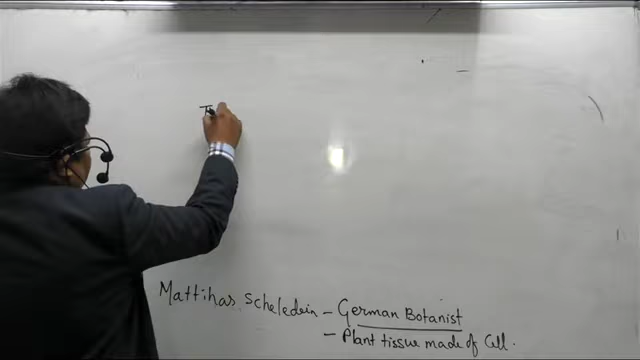 Mattihas Scheledein – German Botanist
– Plant tissue made of Cell.